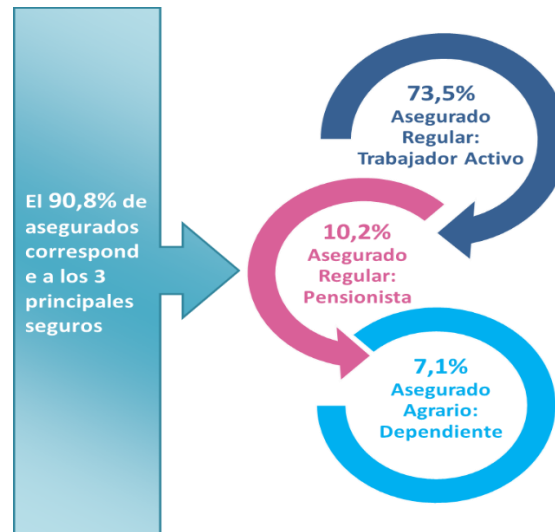 El 90,8% de
asegurados
correspond
e a los 3
principales
seguros
73,5%
Asegurado
Regular:
Trabajador Activo
10,2%
Asegurado
Regular:
Pensionista
7,1%
Asegurado
Agrario:
Dependiente